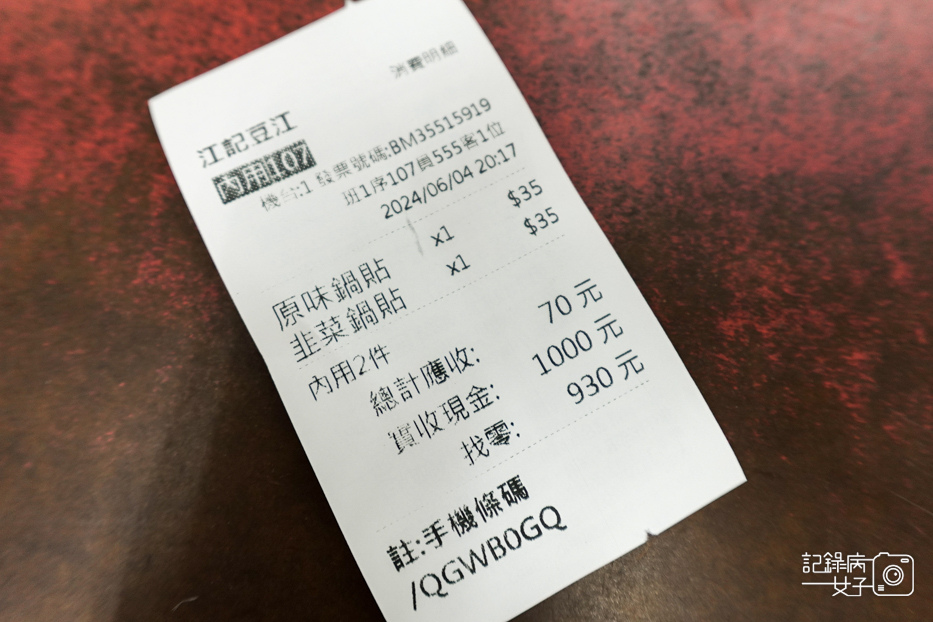 消費明細
江記豆江
內用107
機台:1 發票號碼:BM35515919
班1序107員555客1位
2024/06/04 20:17
原味鍋貼 x1 $35
韭菜鍋貼 x1 $35
內用2件
總計應收: 70 元
實收現金: 1000 元
找零: 930 元
註:手機條碼
/QGWB0GQ
記錄病
女子